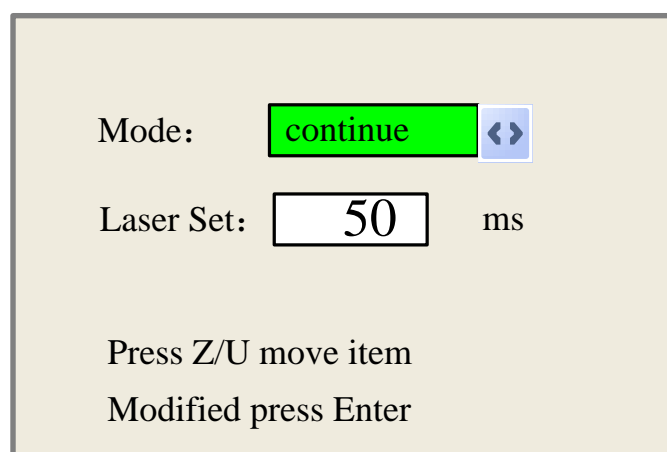 Mode： continue
Laser Set： 50 ms
Press Z/U move item
Modified press Enter